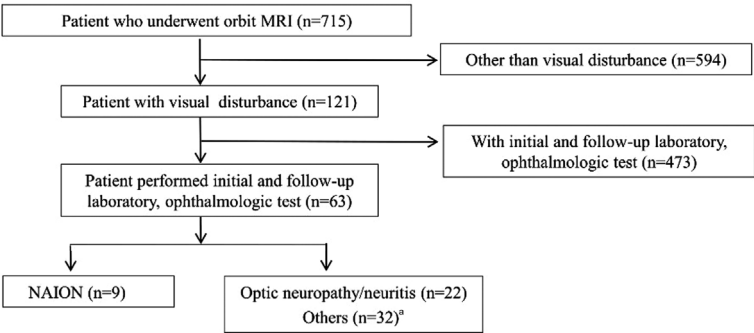 Patient who underwent orbit MRI (n=715)
Other than visual disturbance (n=594)
Patient with visual disturbance (n=121)
With initial and follow-up laboratory,
ophthalmologic test (n=473)
Patient performed initial and follow-up
laboratory, ophthalmologic test (n=63)
NAION (n=9)
Optic neuropathy/neuritis (n=22)
Others (n=32)ᵃ